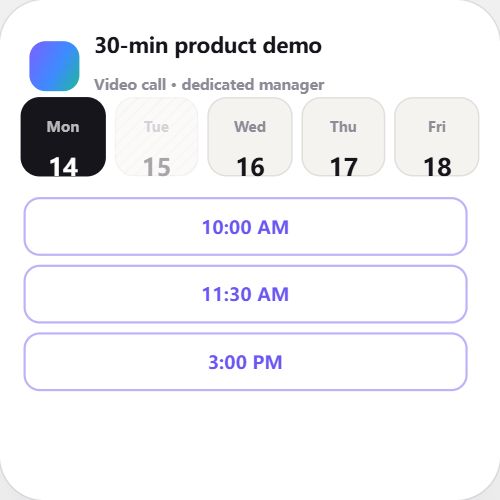 30-min product demo
Video call • dedicated manager
Mon Tue Wed Thu Fri
14 15 16 17 18
10:00 AM
11:30 AM
3:00 PM